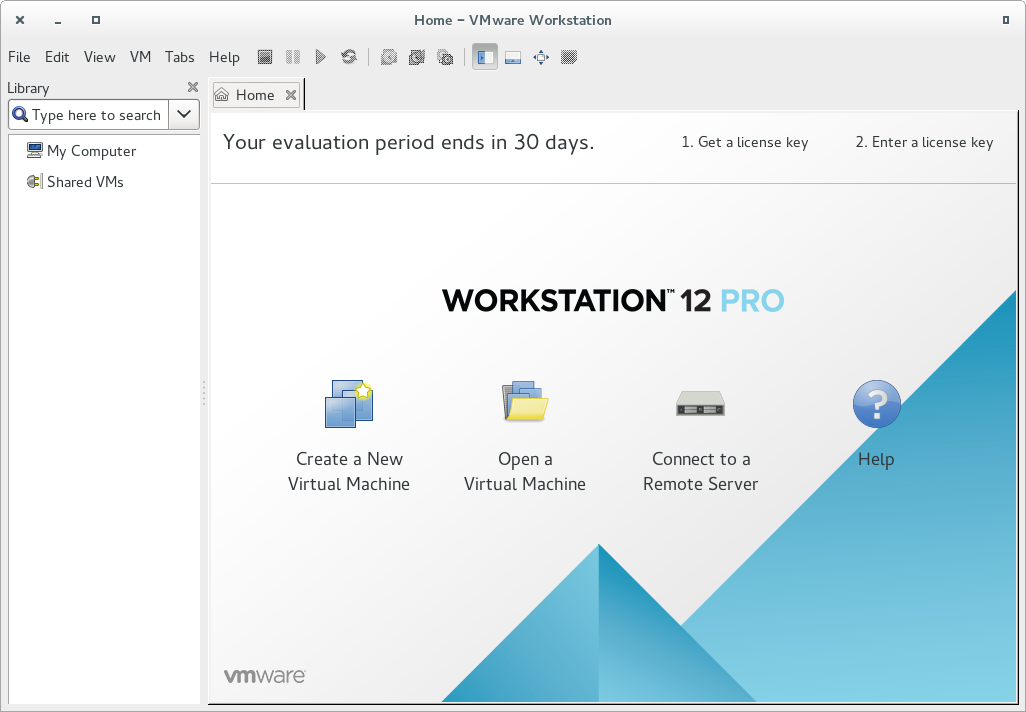 Home – VMware Workstation
File Edit View VM Tabs Help
Library
Home
Type here to search
Your evaluation period ends in 30 days.
1. Get a license key
2. Enter a license key
My Computer
Shared VMs
WORKSTATION™ 12 PRO
Create a New
Virtual Machine
Open a
Virtual Machine
Connect to a
Remote Server
?
Help
vmware